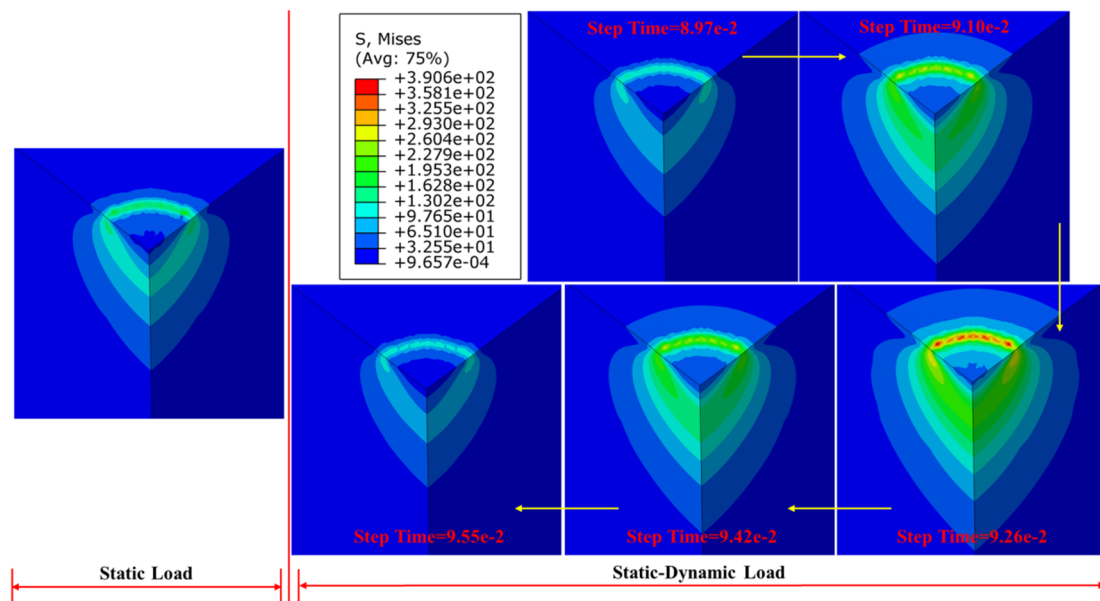 S, Mises
(Avg: 75%)
+3.906e+02
+3.581e+02
+3.255e+02
+2.930e+02
+2.604e+02
+2.279e+02
+1.953e+02
+1.628e+02
+1.302e+02
+9.765e+01
+6.510e+01
+3.255e+01
+9.657e-04
Step Time=8.97e-2
Step Time=9.10e-2
Step Time=9.55e-2
Step Time=9.42e-2
Step Time=9.26e-2
Static Load
Static-Dynamic Load